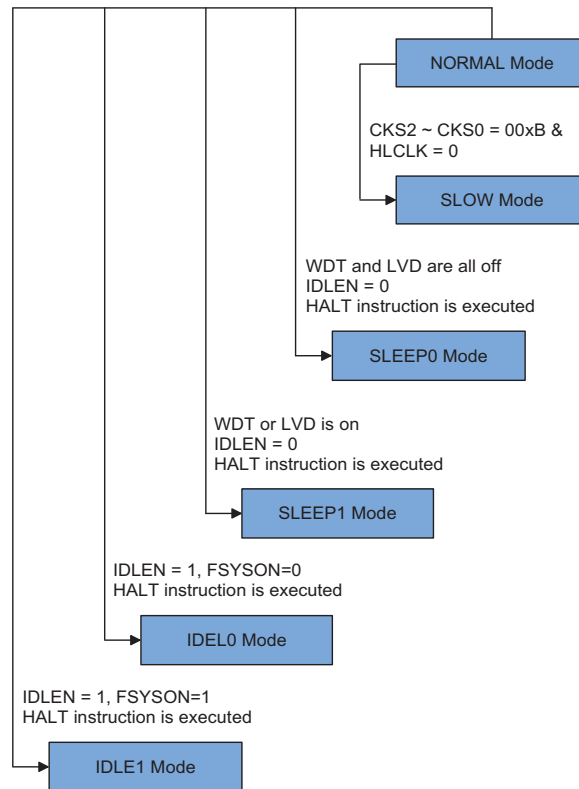 NORMAL Mode
CKS2 ~ CKS0 = 00xB &
HLCLK = 0
SLOW Mode
WDT and LVD are all off
IDLEN = 0
HALT instruction is executed
SLEEP0 Mode
WDT or LVD is on
IDLEN = 0
HALT instruction is executed
SLEEP1 Mode
IDLEN = 1, FSYSON=0
HALT instruction is executed
IDEL0 Mode
IDLEN = 1, FSYSON=1
HALT instruction is executed
IDLE1 Mode